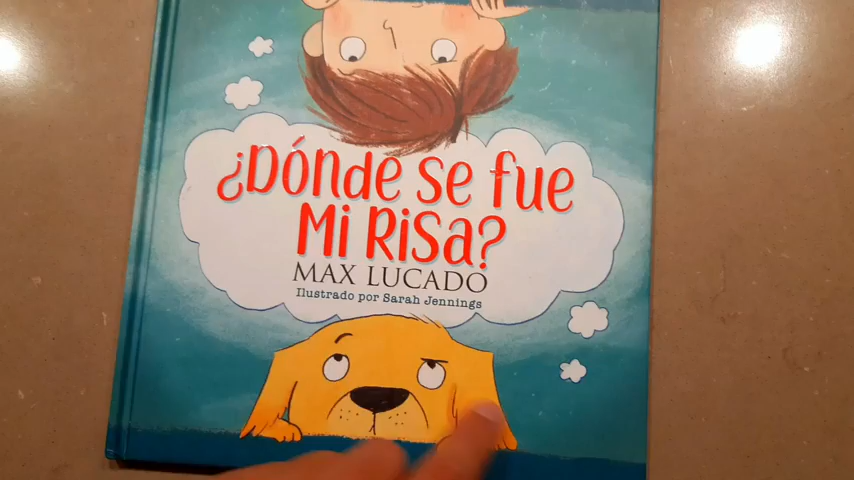 ¿Dónde se fue
Mi Risa?
MAX LUCADO
Ilustrado por Sarah Jennings